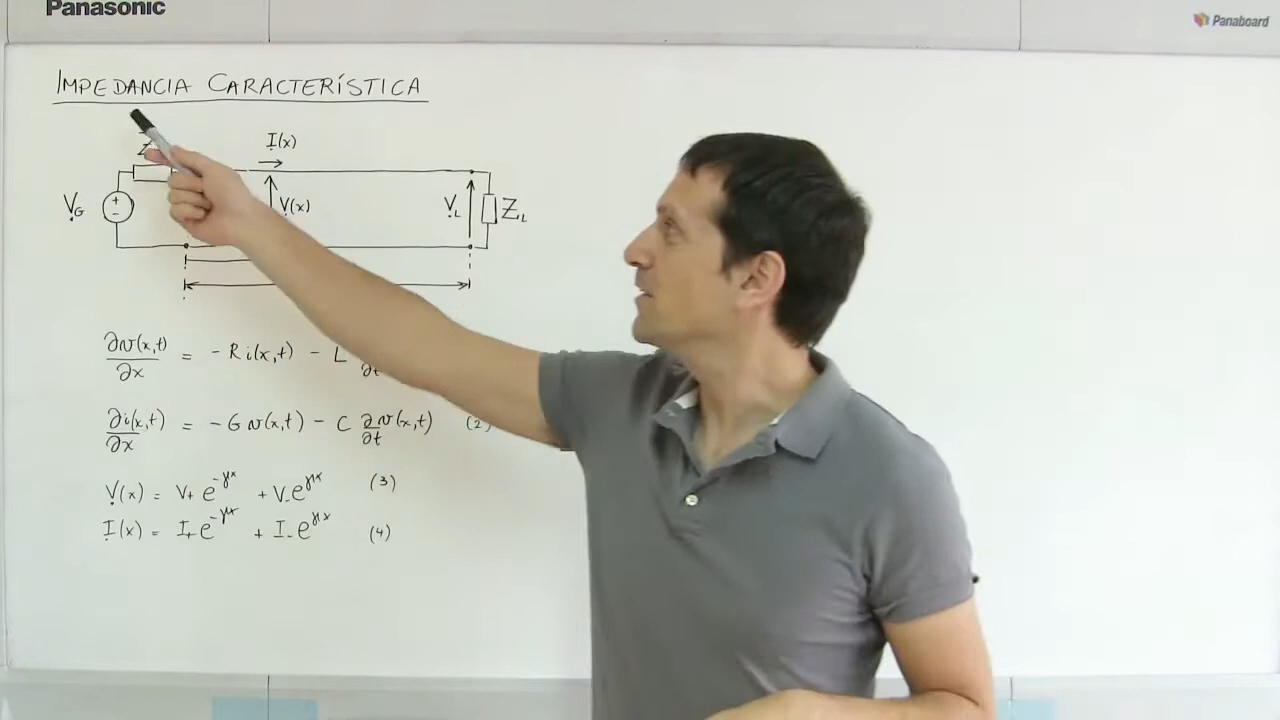 Panasonic
Panaboard
IMPEDANCIA CARACTERÍSTICA
I(x)
Z
V_G
V(x)
V_L
Z_L
∂v(x,t)/∂x = - R i(x,t) - L /∂t
∂i(x,t)/∂x = - G v(x,t) - C ∂v(x,t)/∂t (2)
V(x) = V+ e^-γx + V- e^γx (3)
I(x) = I+ e^-γx + I- e^γx (4)